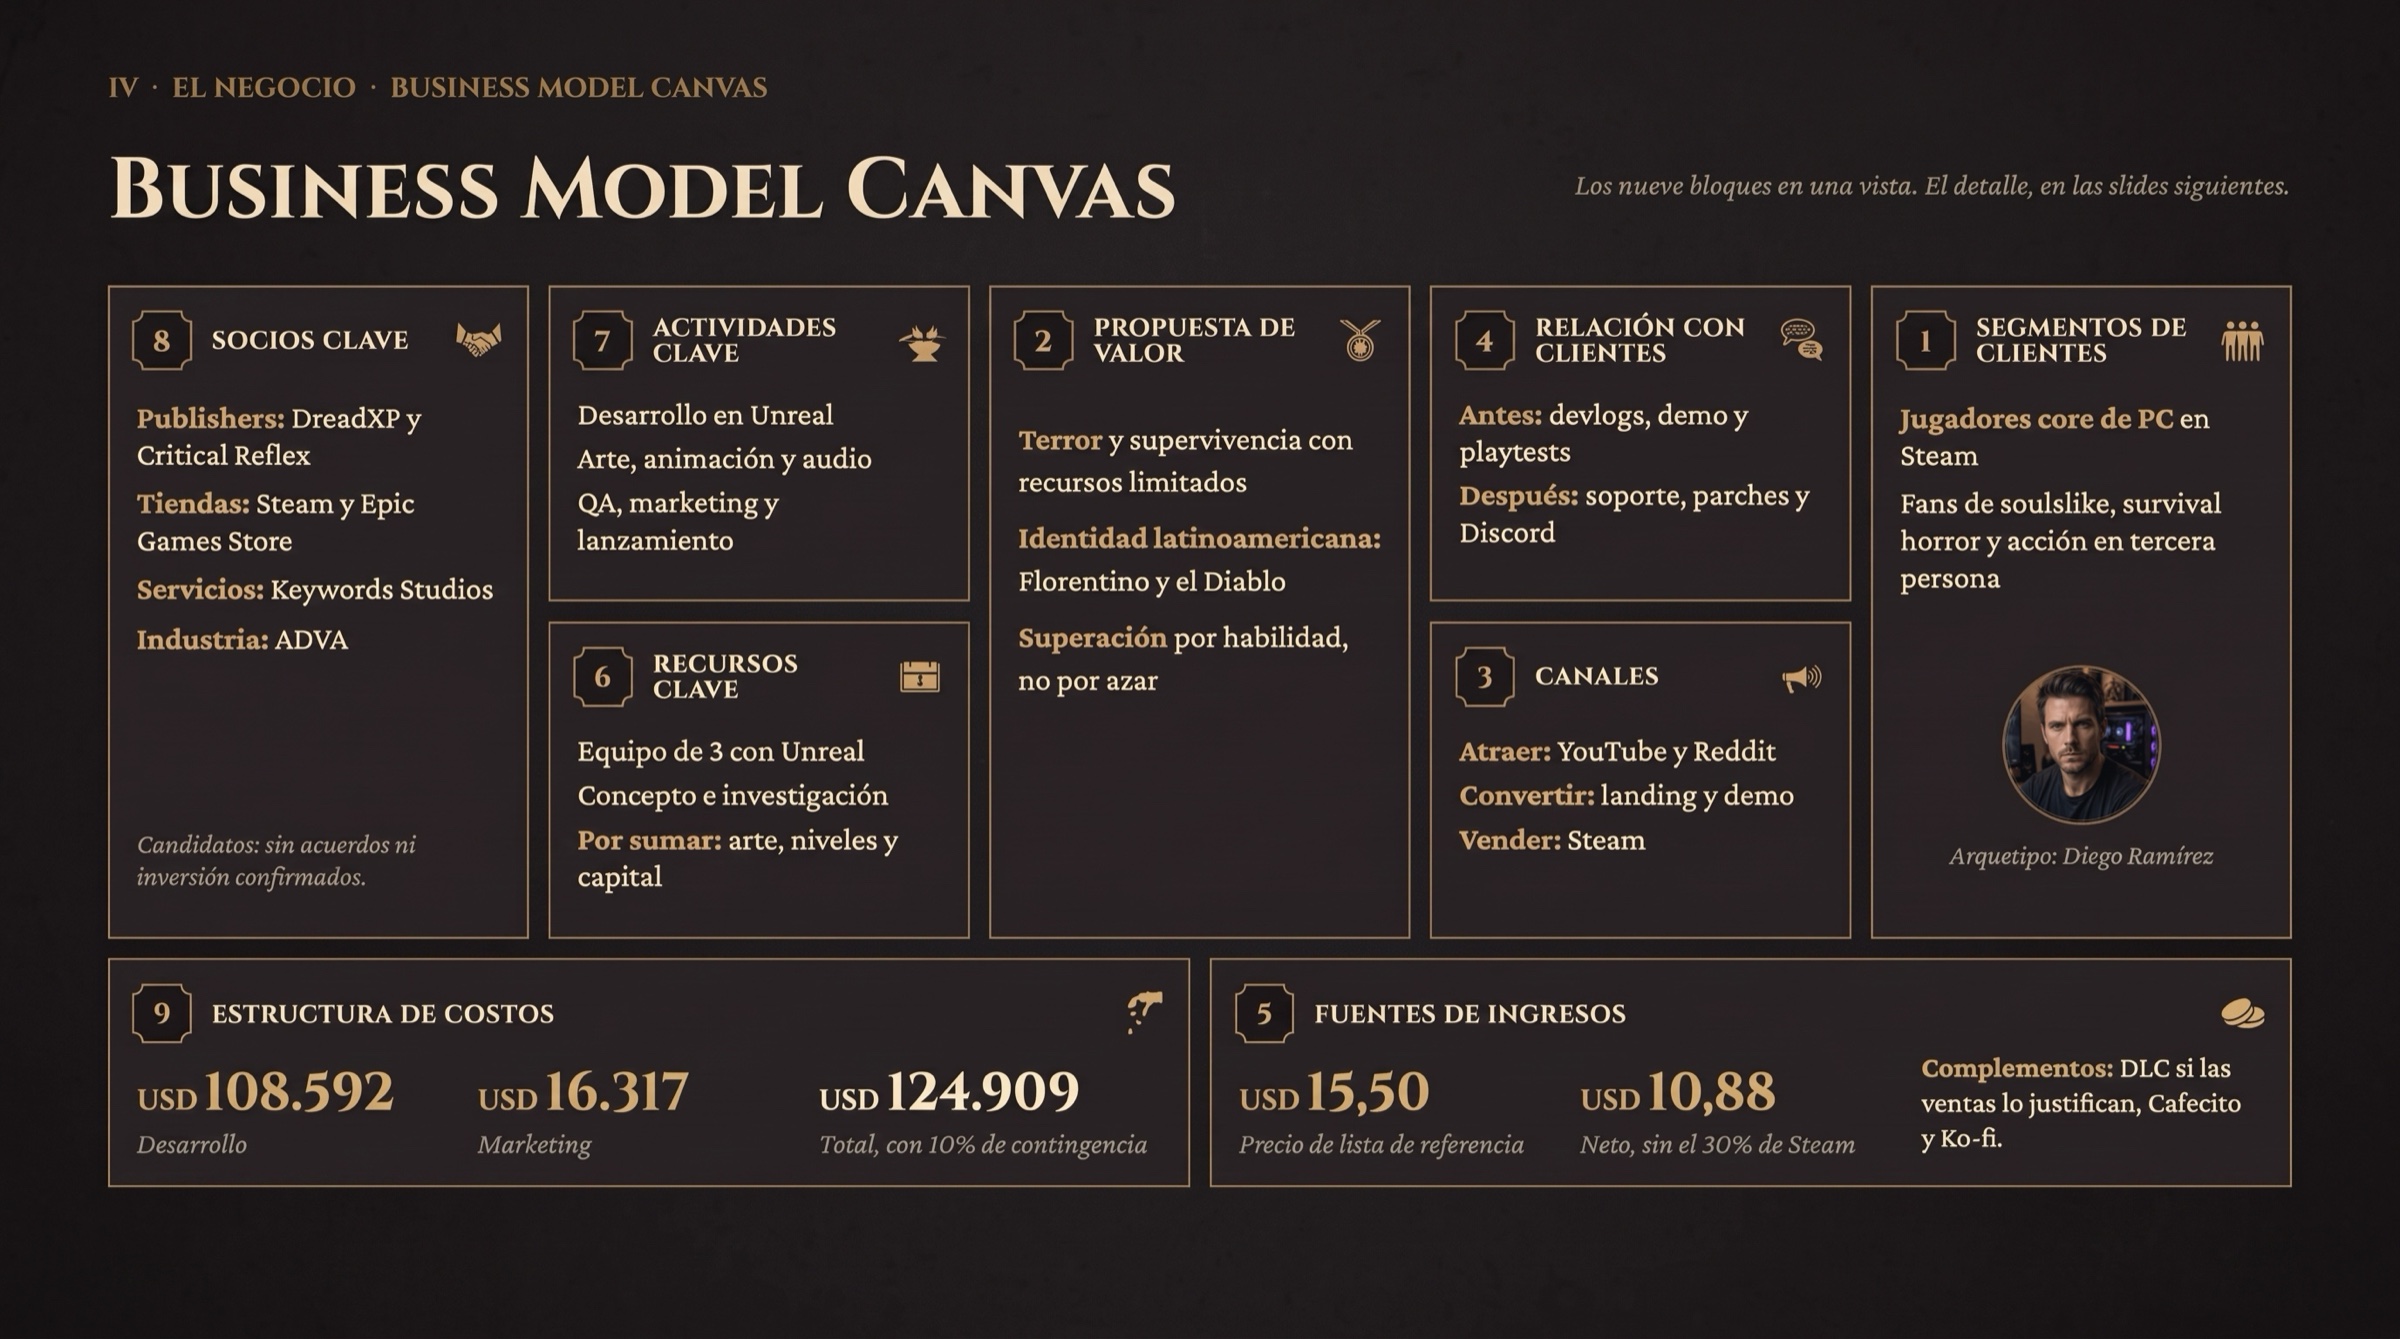 IV · EL NEGOCIO · BUSINESS MODEL CANVAS
BUSINESS MODEL CANVAS
Los nueve bloques en una vista. El detalle, en las slides siguientes.
8 SOCIOS CLAVE
Publishers: DreadXP y
Critical Reflex
Tiendas: Steam y Epic
Games Store
Servicios: Keywords Studios
Industria: ADVA
Candidatos: sin acuerdos ni
inversión confirmados.
7 ACTIVIDADES
CLAVE
Desarrollo en Unreal
Arte, animación y audio
QA, marketing y
lanzamiento
6 RECURSOS
CLAVE
Equipo de 3 con Unreal
Concepto e investigación
Por sumar: arte, niveles y
capital
2 PROPUESTA DE
VALOR
Terror y supervivencia con
recursos limitados
Identidad latinoamericana:
Florentino y el Diablo
Superación por habilidad,
no por azar
4 RELACIÓN CON
CLIENTES
Antes: devlogs, demo y
playtests
Después: soporte, parches y
Discord
3 CANALES
Atraer: YouTube y Reddit
Convertir: landing y demo
Vender: Steam
1 SEGMENTOS DE
CLIENTES
Jugadores core de PC en
Steam
Fans de soulslike, survival
horror y acción en tercera
persona
Arquetipo: Diego Ramírez
9 ESTRUCTURA DE COSTOS
USD 108.592
Desarrollo
USD 16.317
Marketing
USD 124.909
Total, con 10% de contingencia
5 FUENTES DE INGRESOS
USD 15,50
Precio de lista de referencia
USD 10,88
Neto, sin el 30% de Steam
Complementos: DLC si las
ventas lo justifican, Cafecito
y Ko-fi.